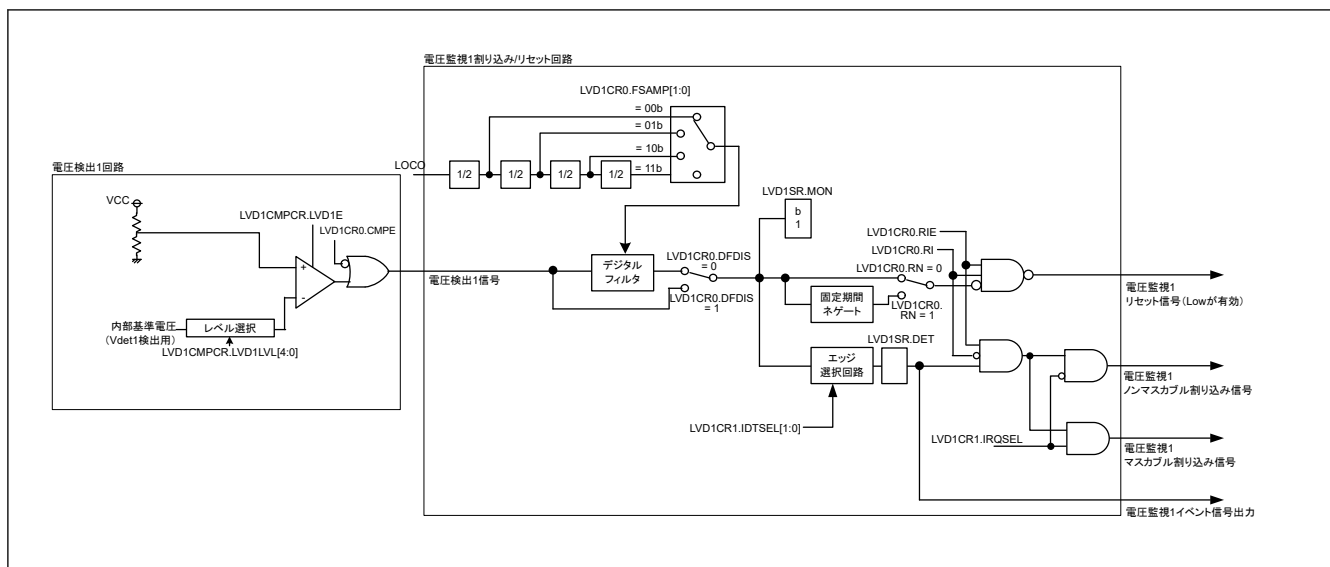 電圧監視1割り込み/リセット回路
LVD1CR0.FSAMP[1:0]
= 00b
= 01b
= 10b
= 11b
LOCO
1/2
1/2
1/2
1/2
電圧検出1回路
VCC
LVD1CMPCR.LVD1E
LVD1CR0.CMPE
+
-
内部基準電圧
(Vdet1検出用)
レベル選択
LVD1CMPCR.LVD1LVL[4:0]
電圧検出1信号
デジタル
フィルタ
LVD1CR0.DFDIS
= 0
LVD1CR0.DFDIS
= 1
LVD1SR.MON
b
1
LVD1CR0.RIE
LVD1CR0.RI
LVD1CR0.RN = 0
固定期間
ネゲート
LVD1CR0.
RN = 1
電圧監視1
リセット信号(Lowが有効)
エッジ
選択回路
LVD1SR.DET
LVD1CR1.IDTSEL[1:0]
電圧監視1
ノンマスカブル割り込み信号
LVD1CR1.IRQSEL
電圧監視1
マスカブル割り込み信号
電圧監視1イベント信号出力